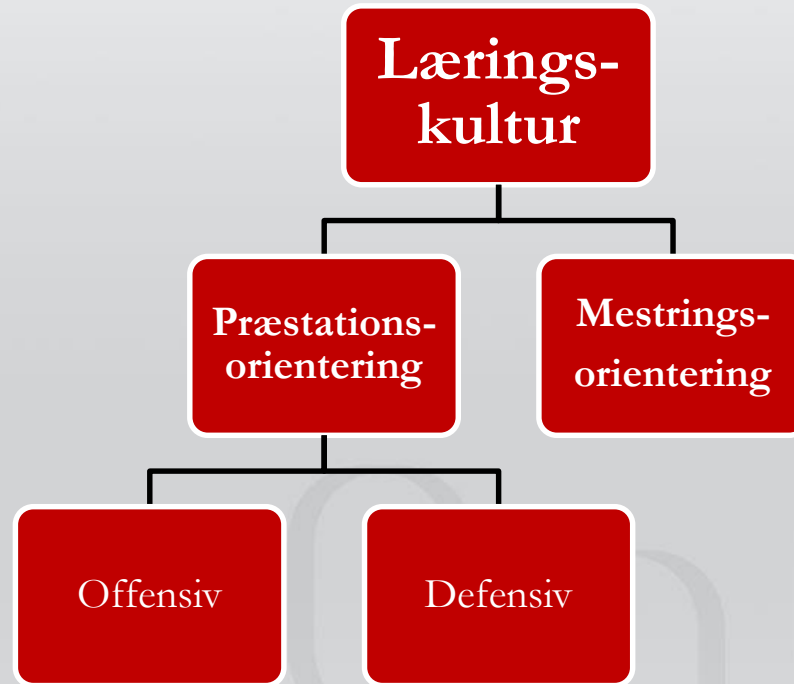 Lærings-
kultur
Præstations-
orientering
Mestrings-
orientering
Offensiv
Defensiv